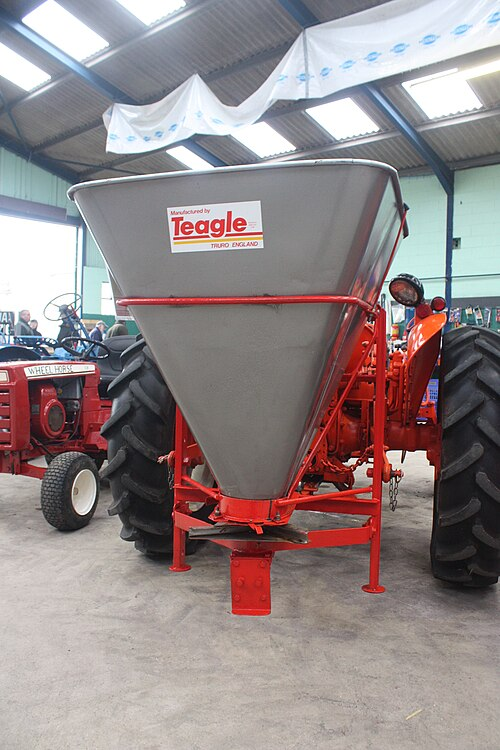 Manufactured by
Teagle
TRURO ENGLAND
WHEEL HORSE